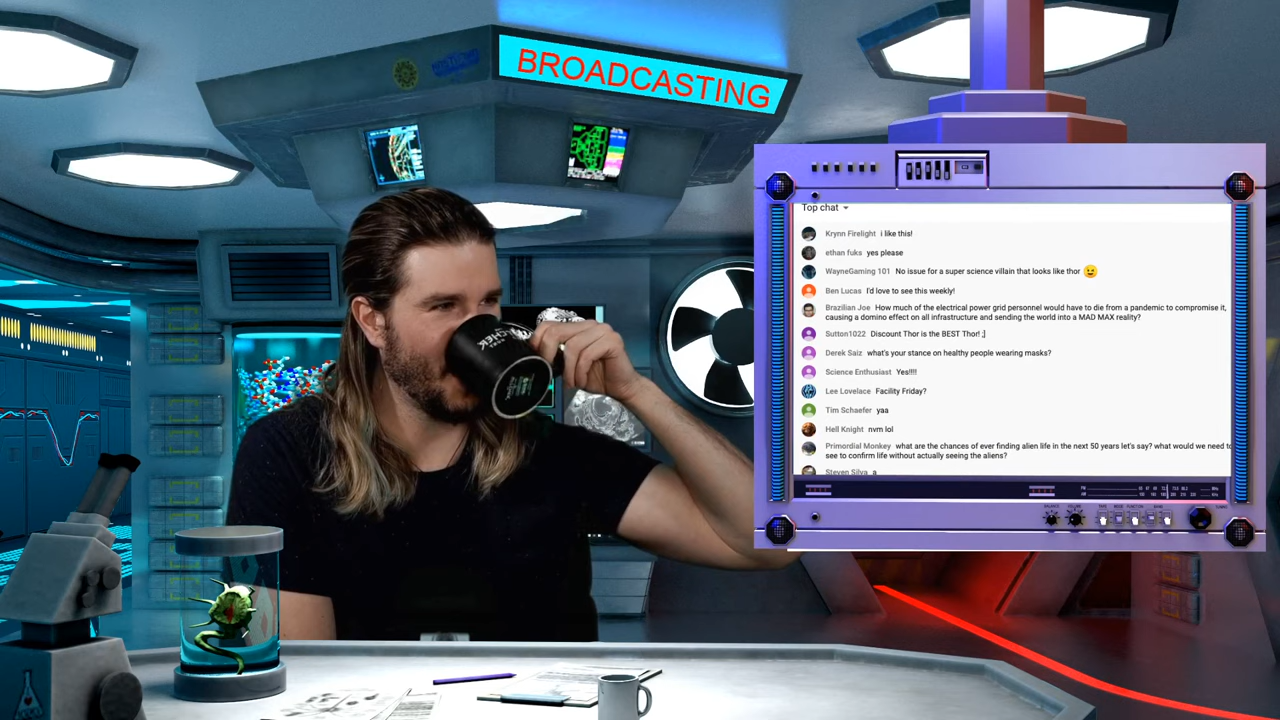 BROADCASTING
Top chat
Krynn Firelight i like this!
ethan fuks yes please
WayneGaming 101 No issue for a super science villain that looks like thor 😉
Ben Lucas I'd love to see this weekly!
Brazilian Joe How much of the electrical power grid personnel would have to die from a pandemic to compromise it,
causing a domino effect on all infrastructure and sending the world into a MAD MAX reality?
Sutton1022 Discount Thor is the BEST Thor! ;]
Derek Saiz what's your stance on healthy people wearing masks?
Science Enthusiast Yes!!!!
Lee Lovelace Facility Friday?
Tim Schaefer yaa
Hell Knight nvm lol
Primordial Monkey what are the chances of ever finding alien life in the next 50 years let's say? what would we need to
see to confirm life without actually seeing the aliens?
Steven Silva a